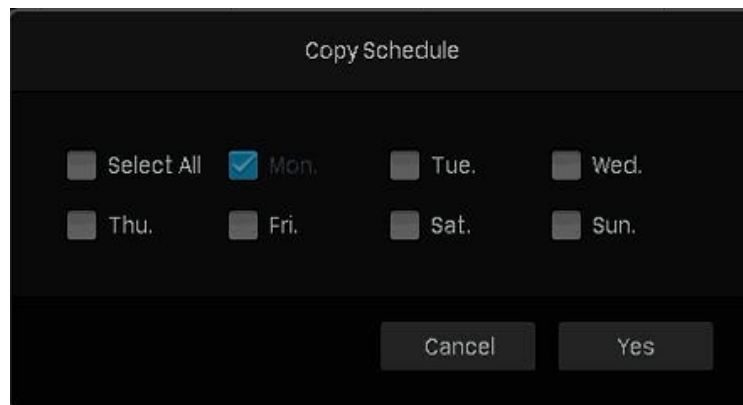 Copy Schedule
Select All Mon. Tue. Wed.
Thu. Fri. Sat. Sun.
Cancel Yes